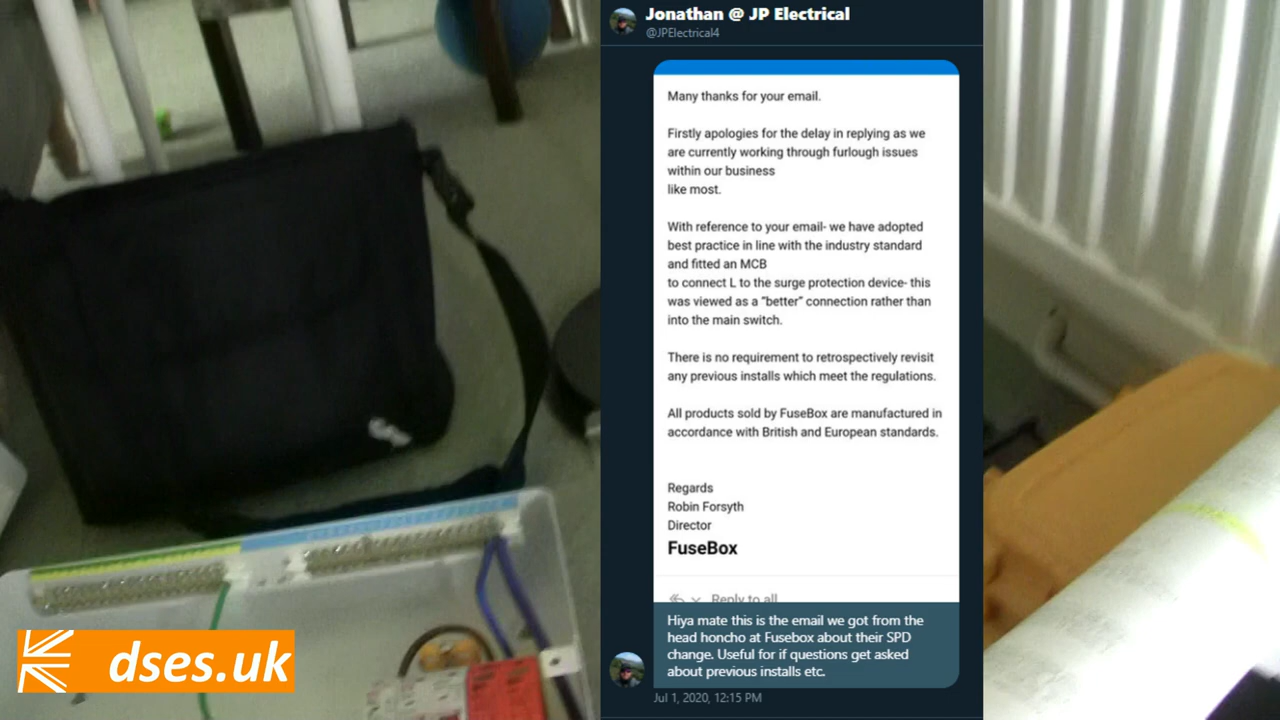 Jonathan @ JP Electrical
@JPElectrical4
Many thanks for your email.
Firstly apologies for the delay in replying as we
are currently working through furlough issues
within our business
like most.
With reference to your email- we have adopted
best practice in line with the industry standard
and fitted an MCB
to connect L to the surge protection device- this
was viewed as a “better” connection rather than
into the main switch.
There is no requirement to retrospectively revisit
any previous installs which meet the regulations.
All products sold by FuseBox are manufactured in
accordance with British and European standards.
Regards
Robin Forsyth
Director
FuseBox
Reply to all
Hiya mate this is the email we got from the
head honcho at Fusebox about their SPD
change. Useful for if questions get asked
about previous installs etc.
Jul 1, 2020, 12:15 PM
dses.uk